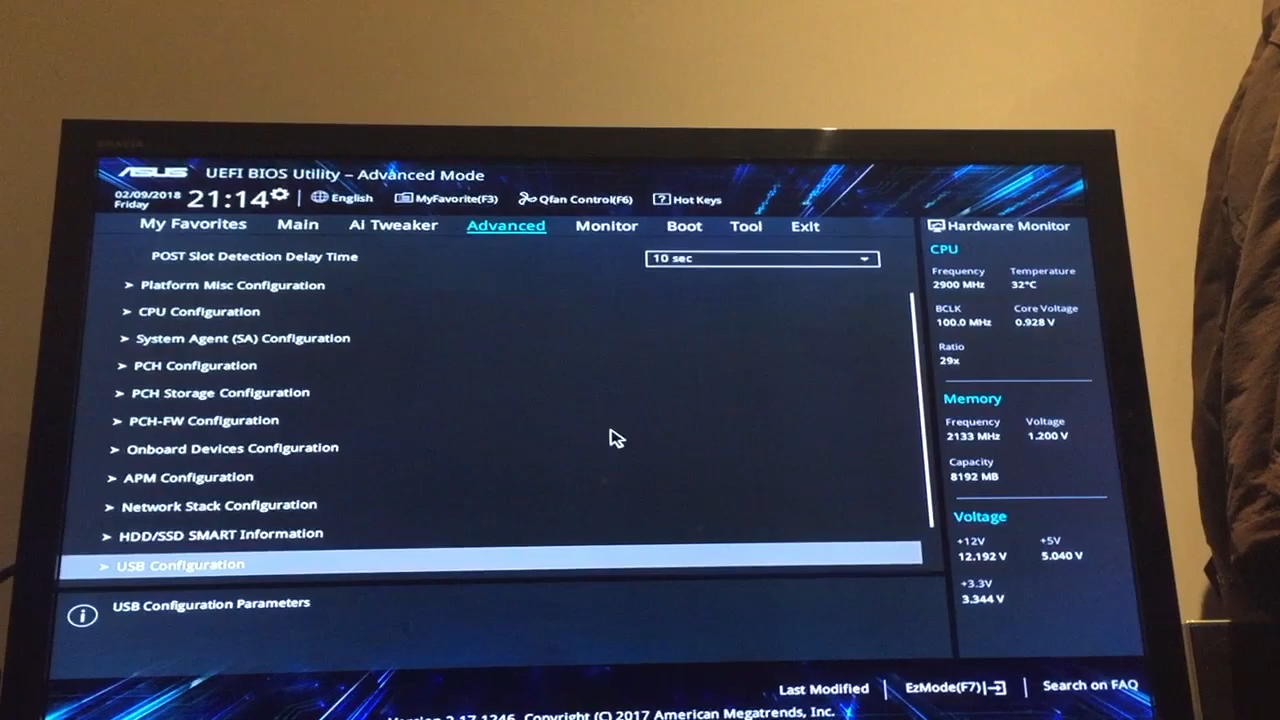 BRAVIA
ASUS UEFI BIOS Utility – Advanced Mode
02/09/2018
Friday
21:14
English
MyFavorite(F3)
Qfan Control(F6)
? Hot Keys
My Favorites Main Ai Tweaker Advanced Monitor Boot Tool Exit
POST Slot Detection Delay Time 10 sec
> Platform Misc Configuration
> CPU Configuration
> System Agent (SA) Configuration
> PCH Configuration
> PCH Storage Configuration
> PCH-FW Configuration
> Onboard Devices Configuration
> APM Configuration
> Network Stack Configuration
> HDD/SSD SMART Information
> USB Configuration
i USB Configuration Parameters
Hardware Monitor
CPU
Frequency Temperature
2900 MHz 32°C
BCLK Core Voltage
100.0 MHz 0.928 V
Ratio
29x
Memory
Frequency Voltage
2133 MHz 1.200 V
Capacity
8192 MB
Voltage
+12V +5V
12.192 V 5.040 V
+3.3V
3.344 V
Last Modified EzMode(F7) Search on FAQ
Version 2.17.1246. Copyright (C) 2017 American Megatrends, Inc.